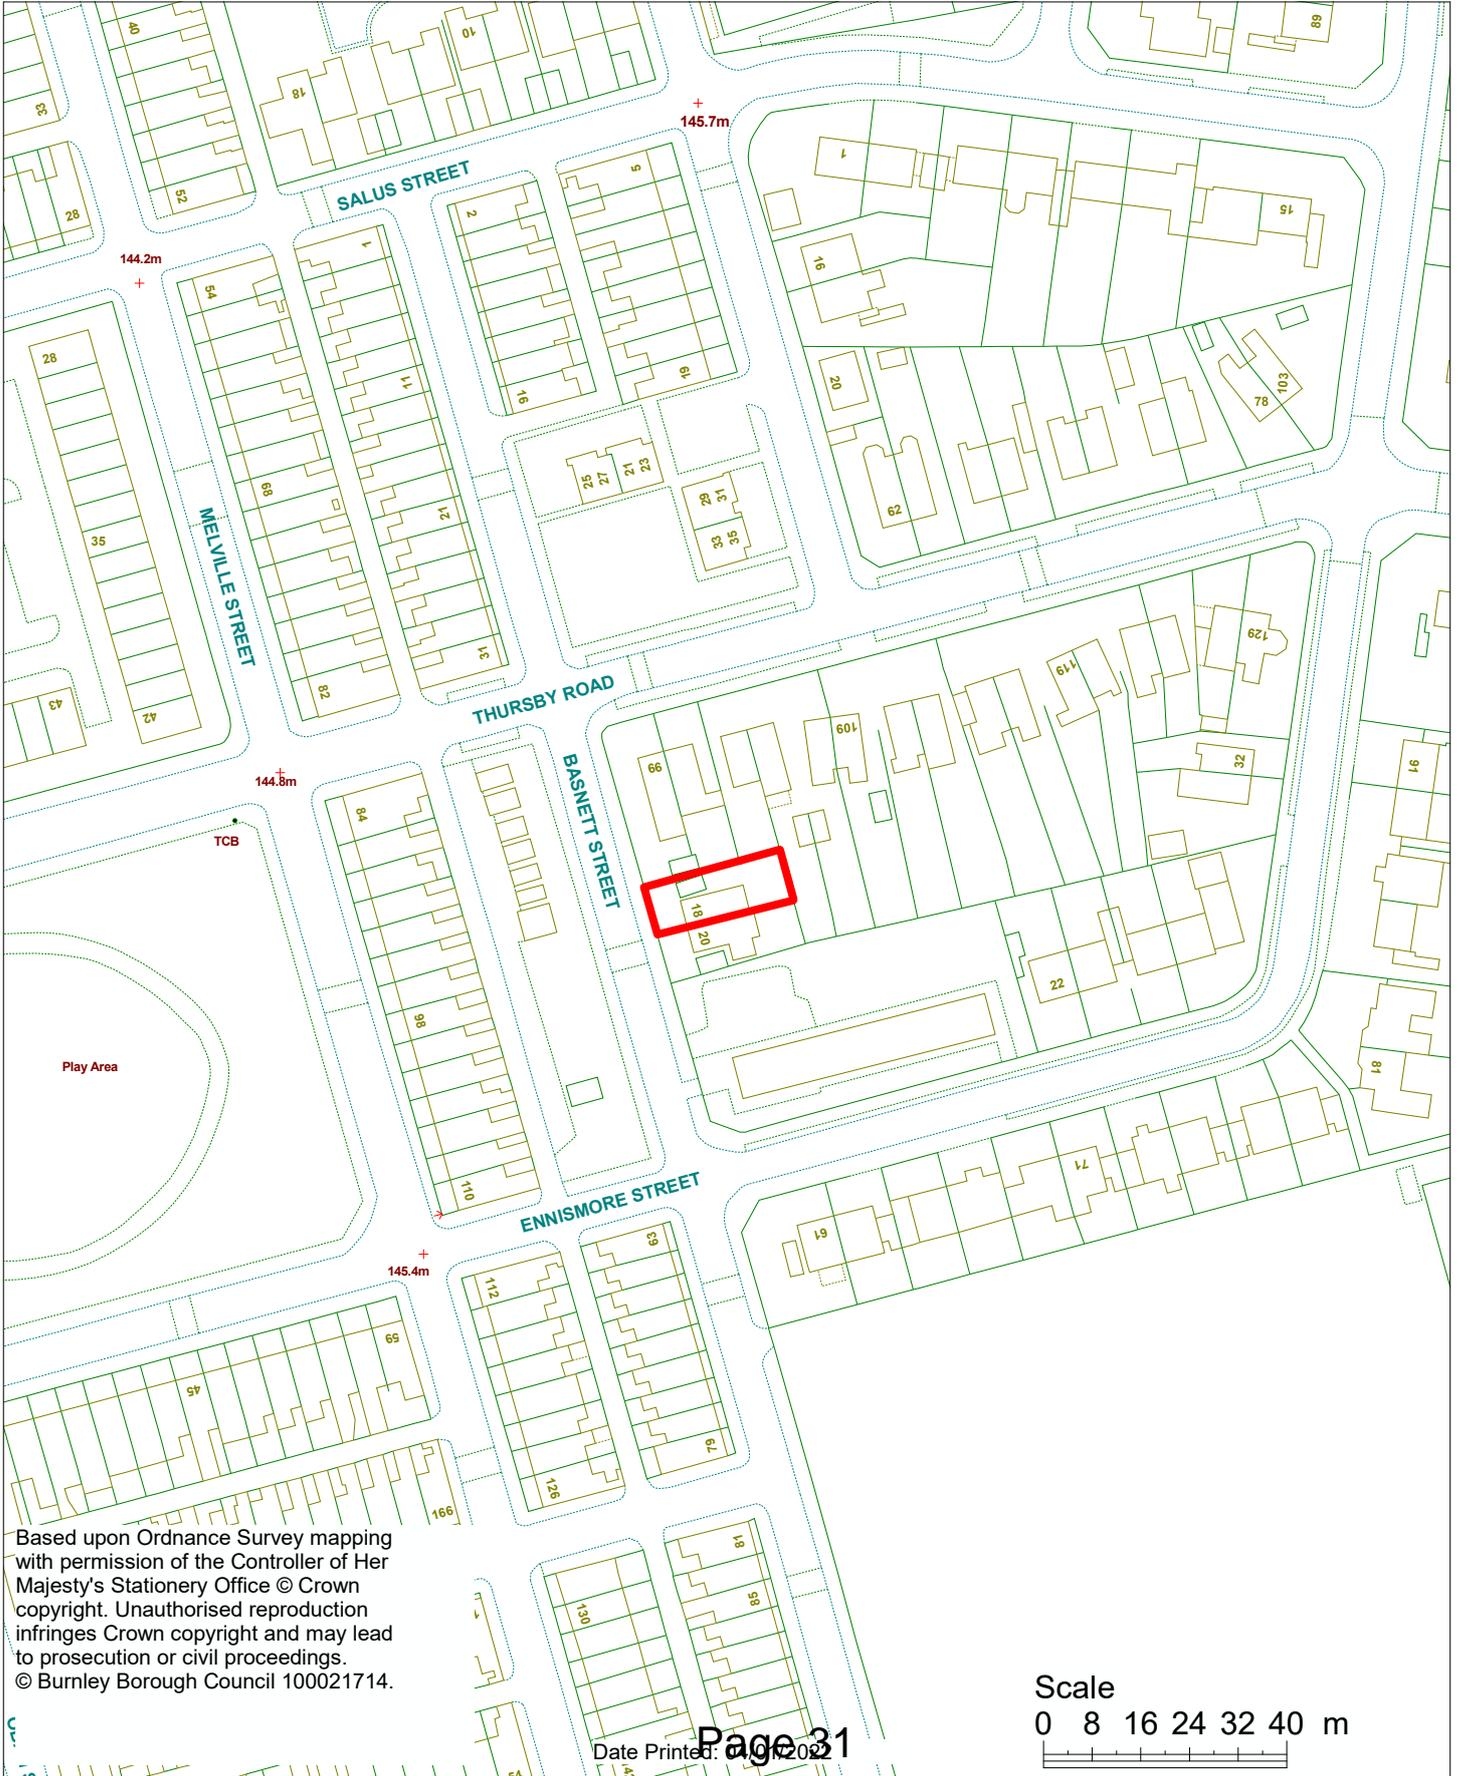 40
33
52
28
18
10
89
145.7m
SALUS STREET
144.2m
1
2
5
1
15
16
54
28
11
16
19
20
103
78
68
35
MELVILLE STREET
21
25
27
21
23
29
31
33
35
62
43
42
82
31
THURSBY ROAD
129
119
109
32
91
144.8m
TCB
84
BASNETT STREET
99
18
20
22
98
Play Area
81
110
ENNISMORE STREET
71
61
63
145.4m
112
59
45
79
126
166
81
85
130
Based upon Ordnance Survey mapping
with permission of the Controller of Her
Majesty's Stationery Office © Crown
copyright. Unauthorised reproduction
infringes Crown copyright and may lead
to prosecution or civil proceedings.
© Burnley Borough Council 100021714.
Scale
0 8 16 24 32 40 m
Page 31
Date Printed: 04/01/2022